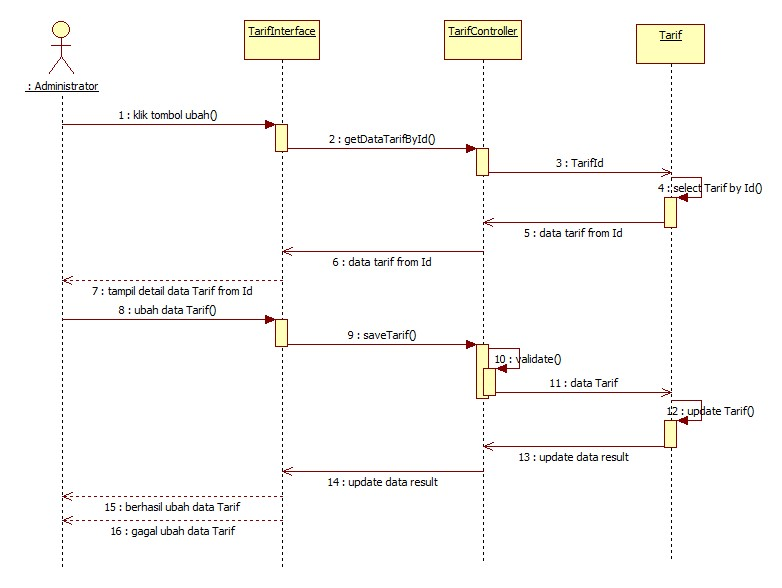 TarifInterface
TarifController
Tarif
: Administrator
1 : klik tombol ubah()
2 : getDataTarifById()
3 : TarifId
4 : select Tarif by Id()
5 : data tarif from Id
6 : data tarif from Id
7 : tampil detail data Tarif from Id
8 : ubah data Tarif()
9 : saveTarif()
10 : validate()
11 : data Tarif
12 : update Tarif()
13 : update data result
14 : update data result
15 : berhasil ubah data Tarif
16 : gagal ubah data Tarif